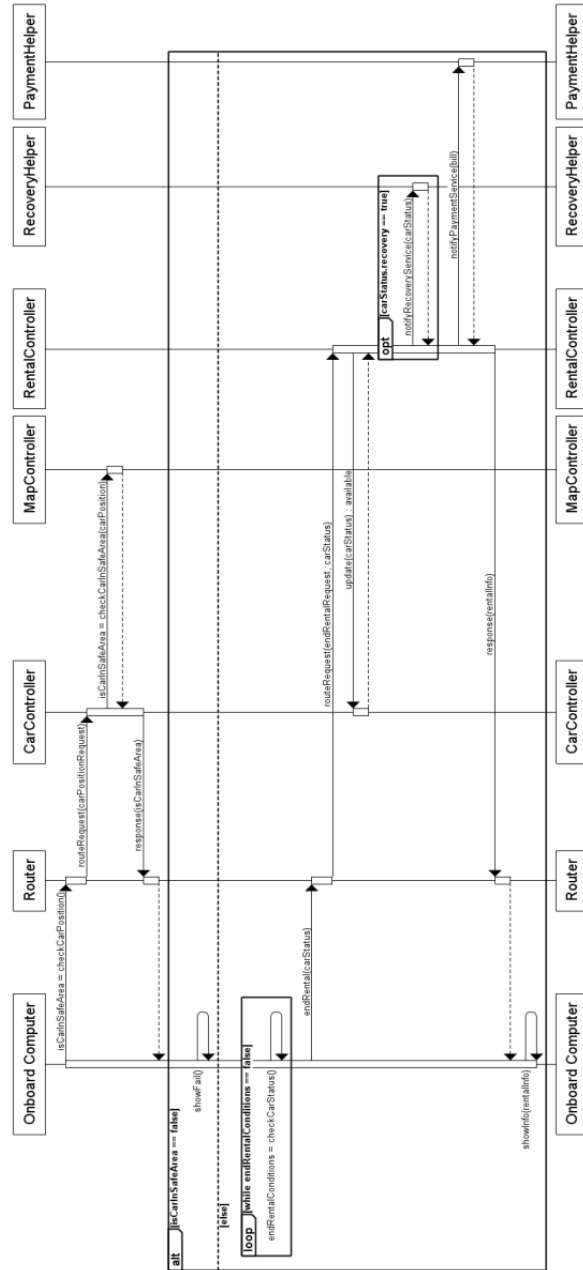 Onboard Computer
Router
CarController
MapController
RentalController
RecoveryHelper
PaymentHelper
isCarInSafeArea = checkCarPosition()
routeRequest(carPositionRequest)
isCarInSafeArea = checkCarInSafeArea(carPosition)
response(isCarInSafeArea)
alt
[isCarInSafeArea == false]
showFail()
[else]
loop
[while endRentalConditions == false]
endRentalConditions = checkCarStatus()
endRental(carStatus)
routeRequest(endRentalRequest, carStatus)
update(carStatus) : available
opt
[carStatus.recovery == true]
notifyRecoveryService(carStatus)
notifyPaymentService(bill)
response(rentalInfo)
showInfo(rentalInfo)
Onboard Computer
Router
CarController
MapController
RentalController
RecoveryHelper
PaymentHelper